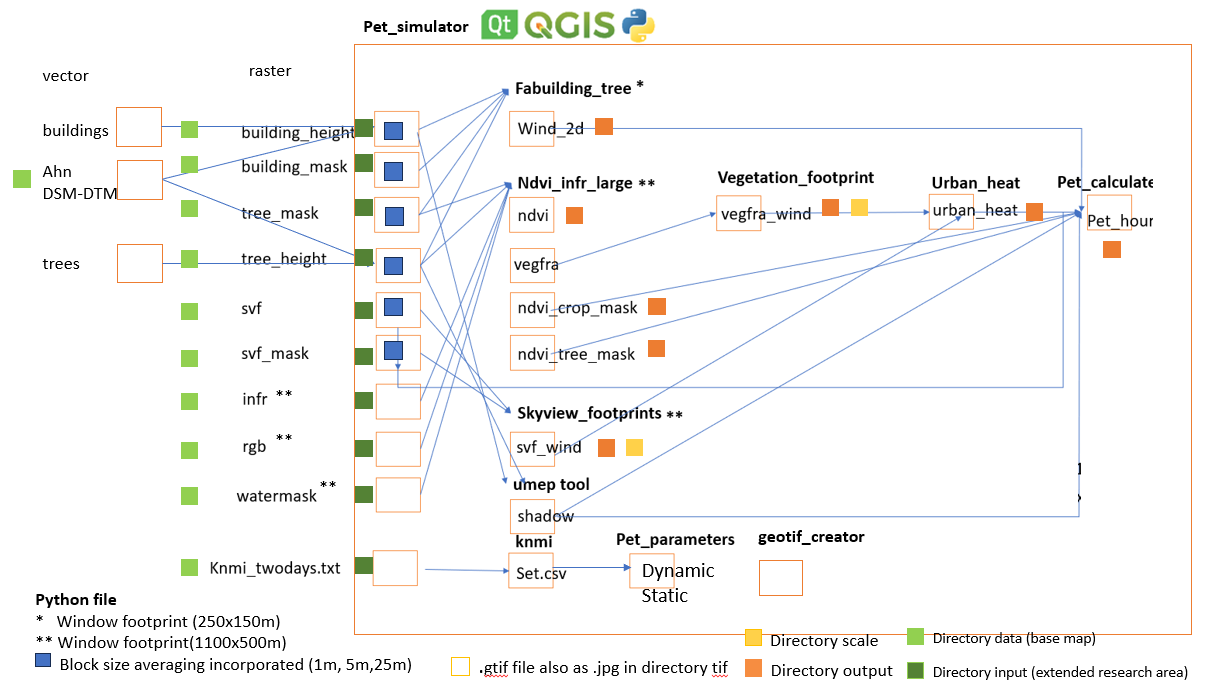 Pet_simulator
Qt QGIS
vector
raster
buildings
Ahn
DSM-DTM
trees
building_height
building_mask
tree_mask
tree_height
svf
svf_mask
infr **
rgb **
watermask **
Knmi_twodays.txt
Fabuilding_tree *
Wind_2d
Ndvi_infr_large **
ndvi
vegfra
ndvi_crop_mask
ndvi_tree_mask
Skyview_footprints **
svf_wind
umep tool
shadow
knmi
Set.csv
Pet_parameters
Dynamic
Static
geotif_creator
Vegetation_footprint
vegfra_wind
Urban_heat
urban_heat
Pet_calculate
Pet_hour
Python file
* Window footprint (250x150m)
** Window footprint(1100x500m)
Block size averaging incorporated (1m, 5m,25m)
.gtif file also as .jpg in directory tif
Directory scale
Directory output
Directory data (base map)
Directory input (extended research area)